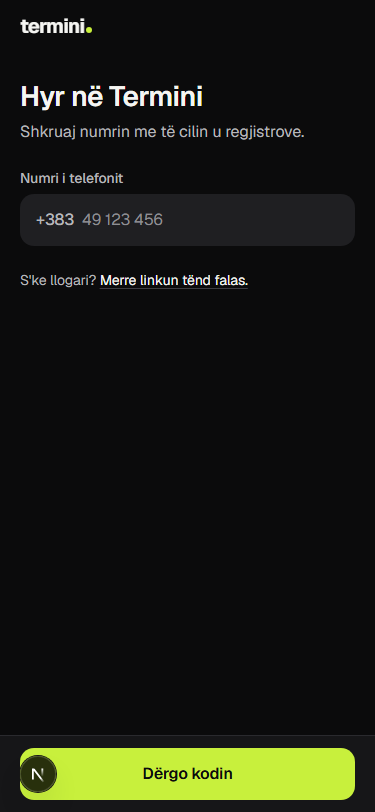 termini.
Hyr në Termini
Shkruaj numrin me të cilin u regjistrove.
Numri i telefonit
+383 49 123 456
S'ke llogari? Merre linkun tënd falas.
N
Dërgo kodin